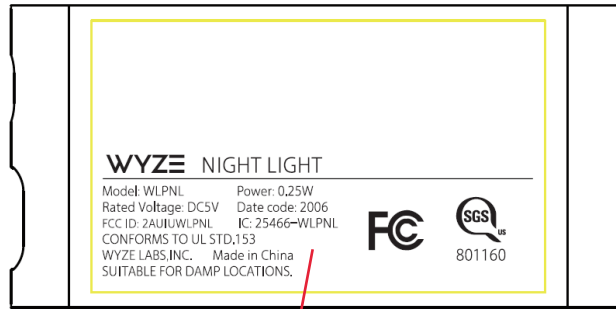 WYZE NIGHT LIGHT
Model: WLPNL Power: 0.25W
Rated Voltage: DC5V Date code: 2006
FCC ID: 2AUIUWLPNL IC: 25466-WLPNL
CONFORMS TO UL STD.153
WYZE LABS,INC. Made in China
SUITABLE FOR DAMP LOCATIONS.
FC
SGS
US
801160